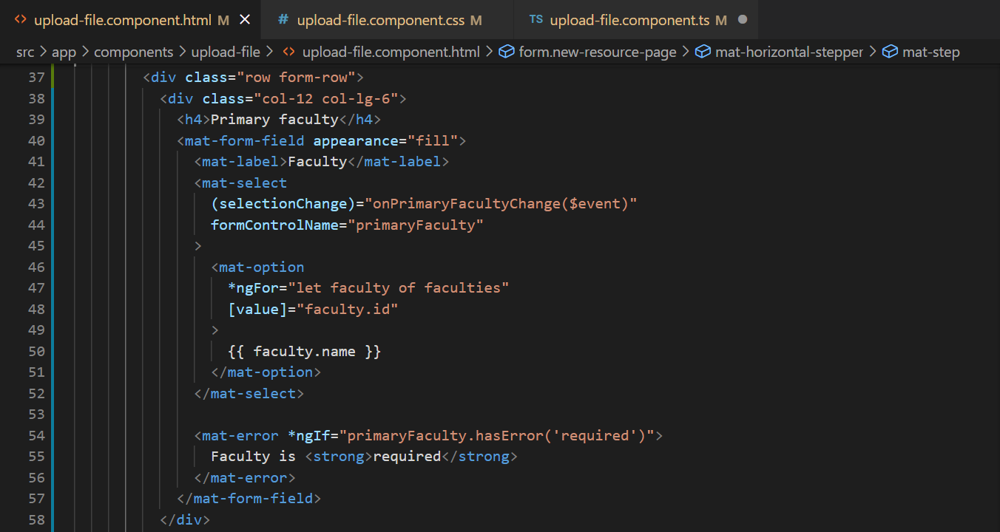 <> upload-file.component.html M × # upload-file.component.css M TS upload-file.component.ts M ●
src > app > components > upload-file > <> upload-file.component.html > form.new-resource-page > mat-horizontal-stepper > mat-step
37 <div class="row form-row">
38 <div class="col-12 col-lg-6">
39 <h4>Primary faculty</h4>
40 <mat-form-field appearance="fill">
41 <mat-label>Faculty</mat-label>
42 <mat-select
43 (selectionChange)="onPrimaryFacultyChange($event)"
44 formControlName="primaryFaculty"
45 >
46 <mat-option
47 *ngFor="let faculty of faculties"
48 [value]="faculty.id"
49 >
50 {{ faculty.name }}
51 </mat-option>
52 </mat-select>
53
54 <mat-error *ngIf="primaryFaculty.hasError('required')">
55 Faculty is <strong>required</strong>
56 </mat-error>
57 </mat-form-field>
58 </div>